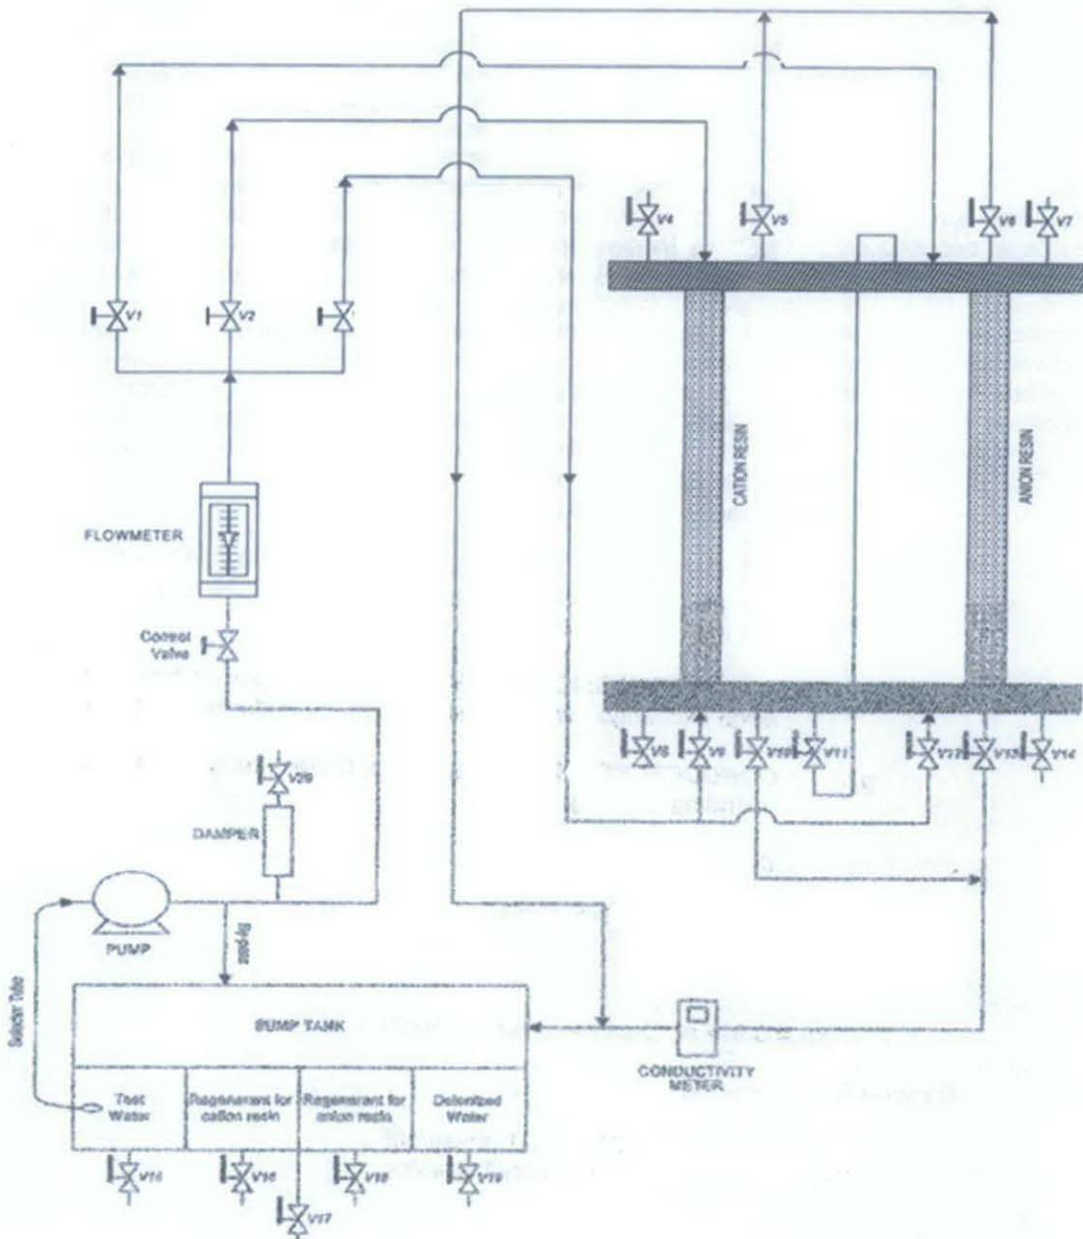 V4
V5
V6
V7
V1
V2
CATION RESIN
ANION RESIN
FLOWMETER
Control
Valve
V8
V9
V10
V11
V12
V13
V14
DAMPER
PUMP
By-pass
Selector Tube
SUMP TANK
CONDUCTIVITY
METER
Test
Water
Regenerant for
cation resin
Regenerant for
anion resin
Deionized
Water
V16
V18
V19
V17